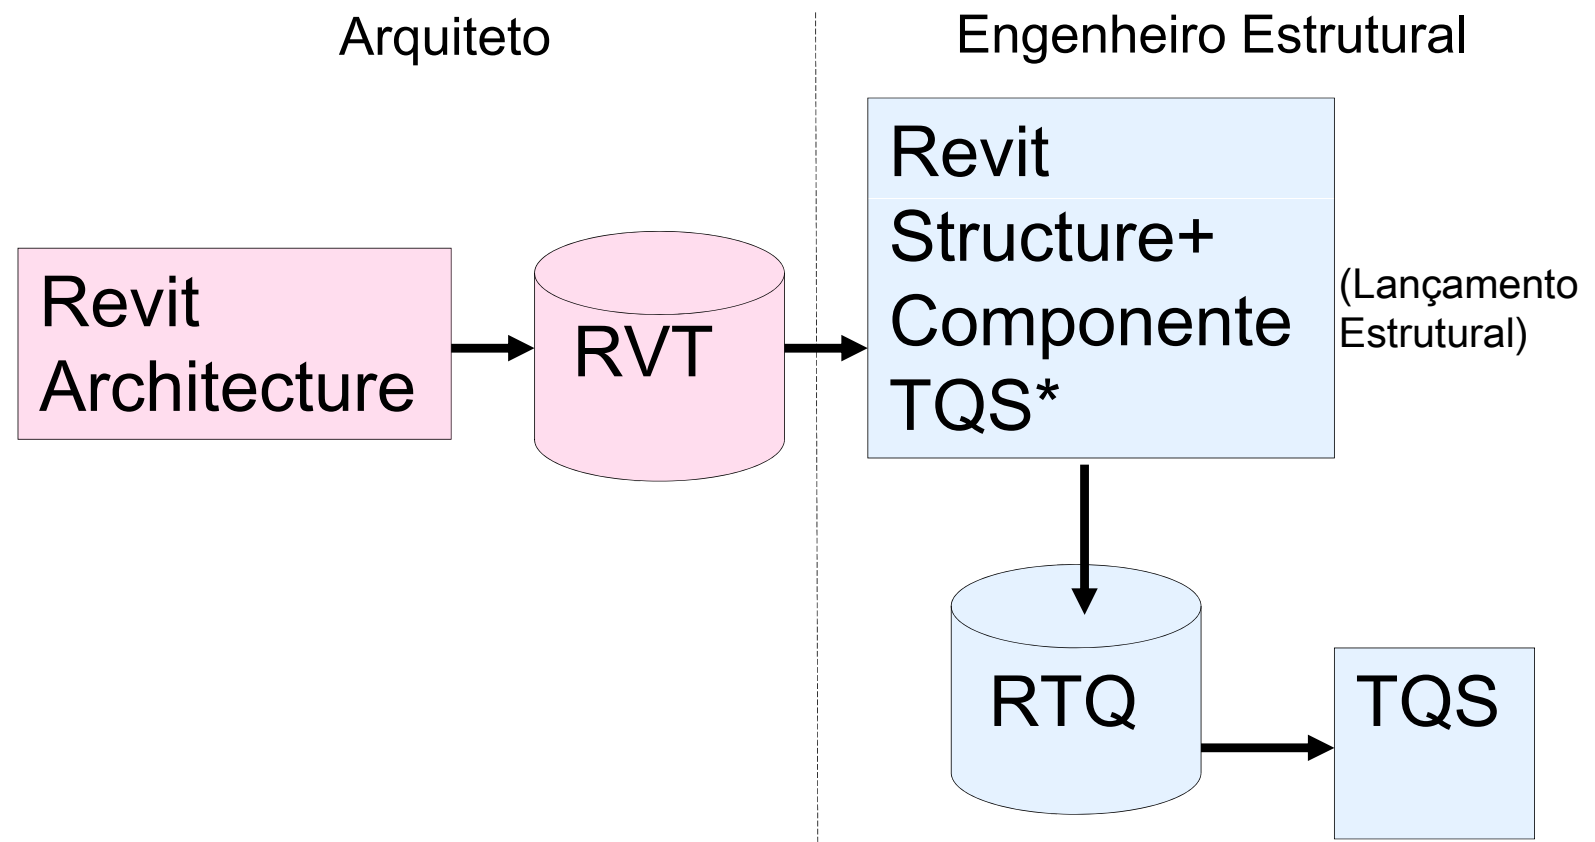 Arquiteto
Engenheiro Estrutural
Revit
Architecture
RVT
Revit
Structure+
Componente
TQS*
(Lançamento
Estrutural)
RTQ
TQS